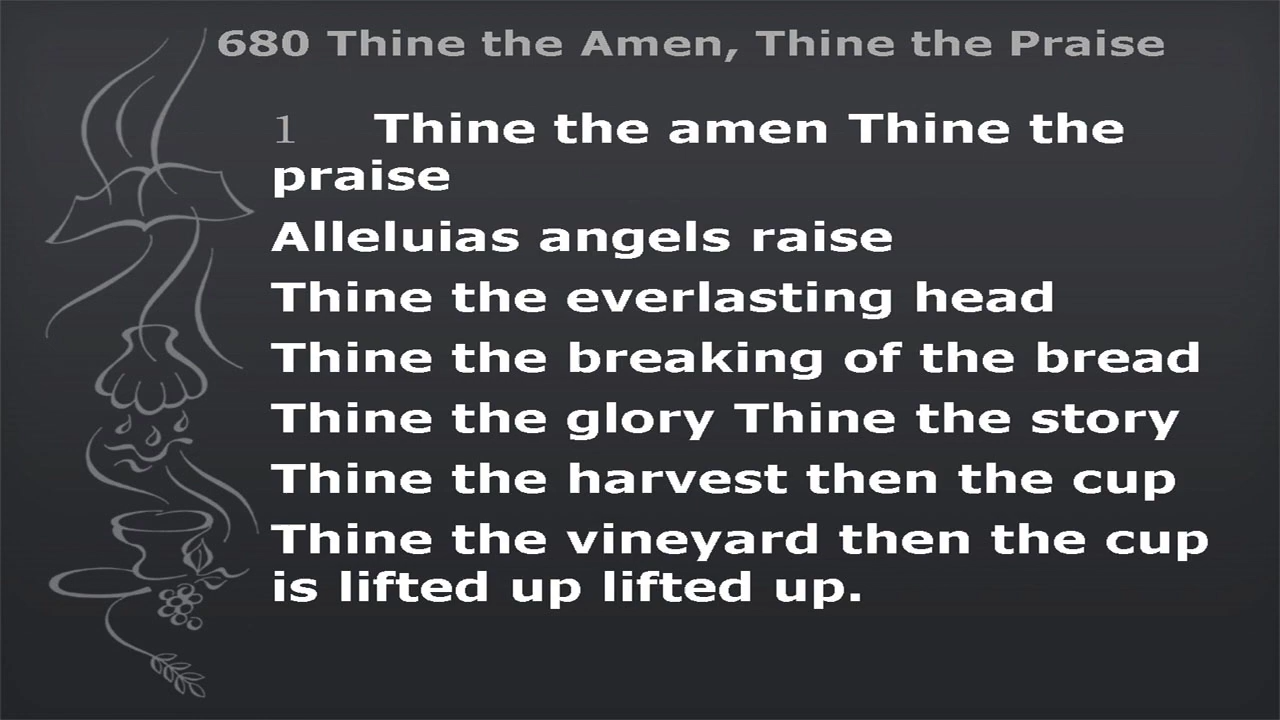 680 Thine the Amen, Thine the Praise
1 Thine the amen Thine the
praise
Alleluias angels raise
Thine the everlasting head
Thine the breaking of the bread
Thine the glory Thine the story
Thine the harvest then the cup
Thine the vineyard then the cup
is lifted up lifted up.